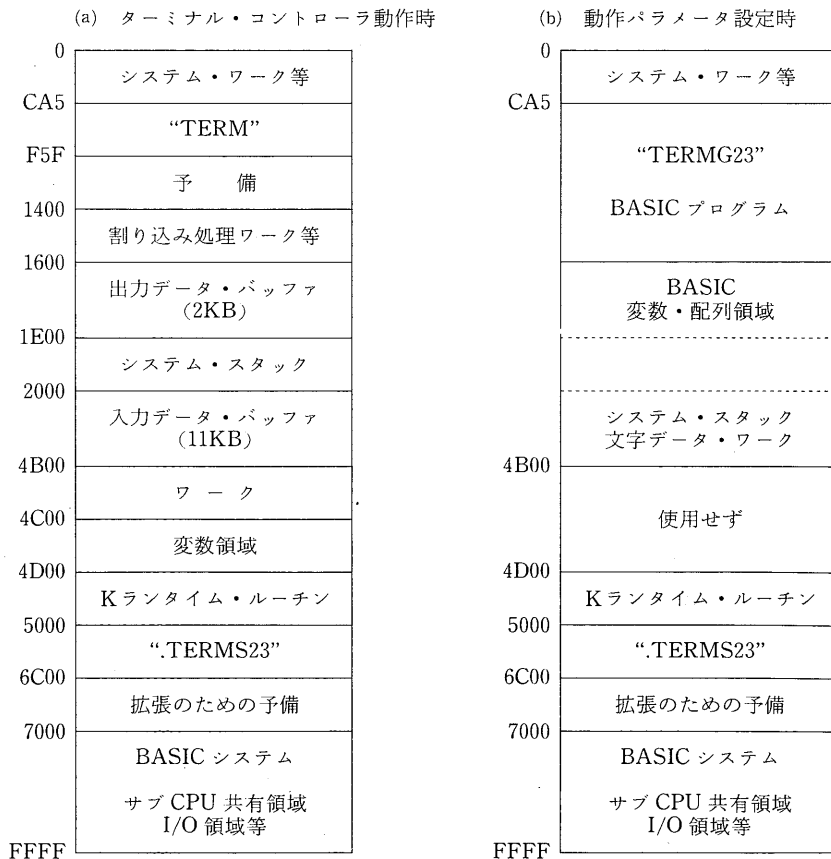 (a) ターミナル・コントローラ動作時
0
システム・ワーク等
CA5
“TERM”
F5F
予　備
1400
割り込み処理ワーク等
1600
出力データ・バッファ
(2KB)
1E00
システム・スタック
2000
入力データ・バッファ
(11KB)
4B00
ワ ー ク
4C00
変数領域
4D00
Kランタイム・ルーチン
5000
“.TERMS23”
6C00
拡張のための予備
7000
BASIC システム
サブ CPU 共有領域
I/O 領域等
FFFF
(b) 動作パラメータ設定時
0
システム・ワーク等
CA5
“TERMG23”
BASIC プログラム
BASIC
変数・配列領域
システム・スタック
文字データ・ワーク
4B00
使用せず
4D00
Kランタイム・ルーチン
5000
“.TERMS23”
6C00
拡張のための予備
7000
BASIC システム
サブ CPU 共有領域
I/O 領域等
FFFF